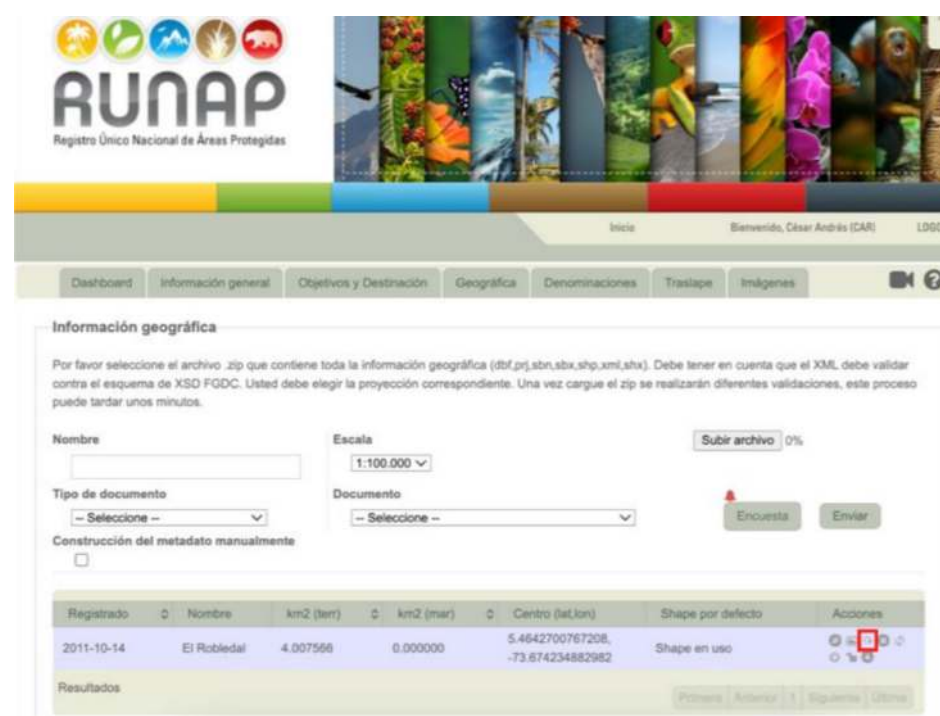 RUNAP
Registro Único Nacional de Áreas Protegidas
Inicio
Bienvenido, César Andrés (CAR)
Dashboard
Información general
Objetivos y Destinación
Geográfica
Denominaciones
Traslape
Imágenes
Información geográfica
Por favor seleccione el archivo .zip que contiene toda la información geográfica (dbf,prj,sbn,sbx,shp,xml,shx). Debe tener en cuenta que el XML debe validar
contra el esquema de XSD FGDC. Usted debe elegir la proyección correspondiente. Una vez cargue el zip se realizarán diferentes validaciones, este proceso
puede tardar unos minutos.
Nombre
Escala
1:100.000
Subir archivo 0%
Tipo de documento
-- Seleccione --
Documento
-- Seleccione --
Encuesta
Enviar
Construcción del metadato manualmente
Registrado Nombre km2 (terr) km2 (mar) Centro (lat,lon) Shape por defecto Acciones
2011-10-14 El Robledal 4.007566 0.000000 5.4642700767208, Shape en uso
-73.674234882982
Resultados
Primera Anterior 1 Siguiente Última